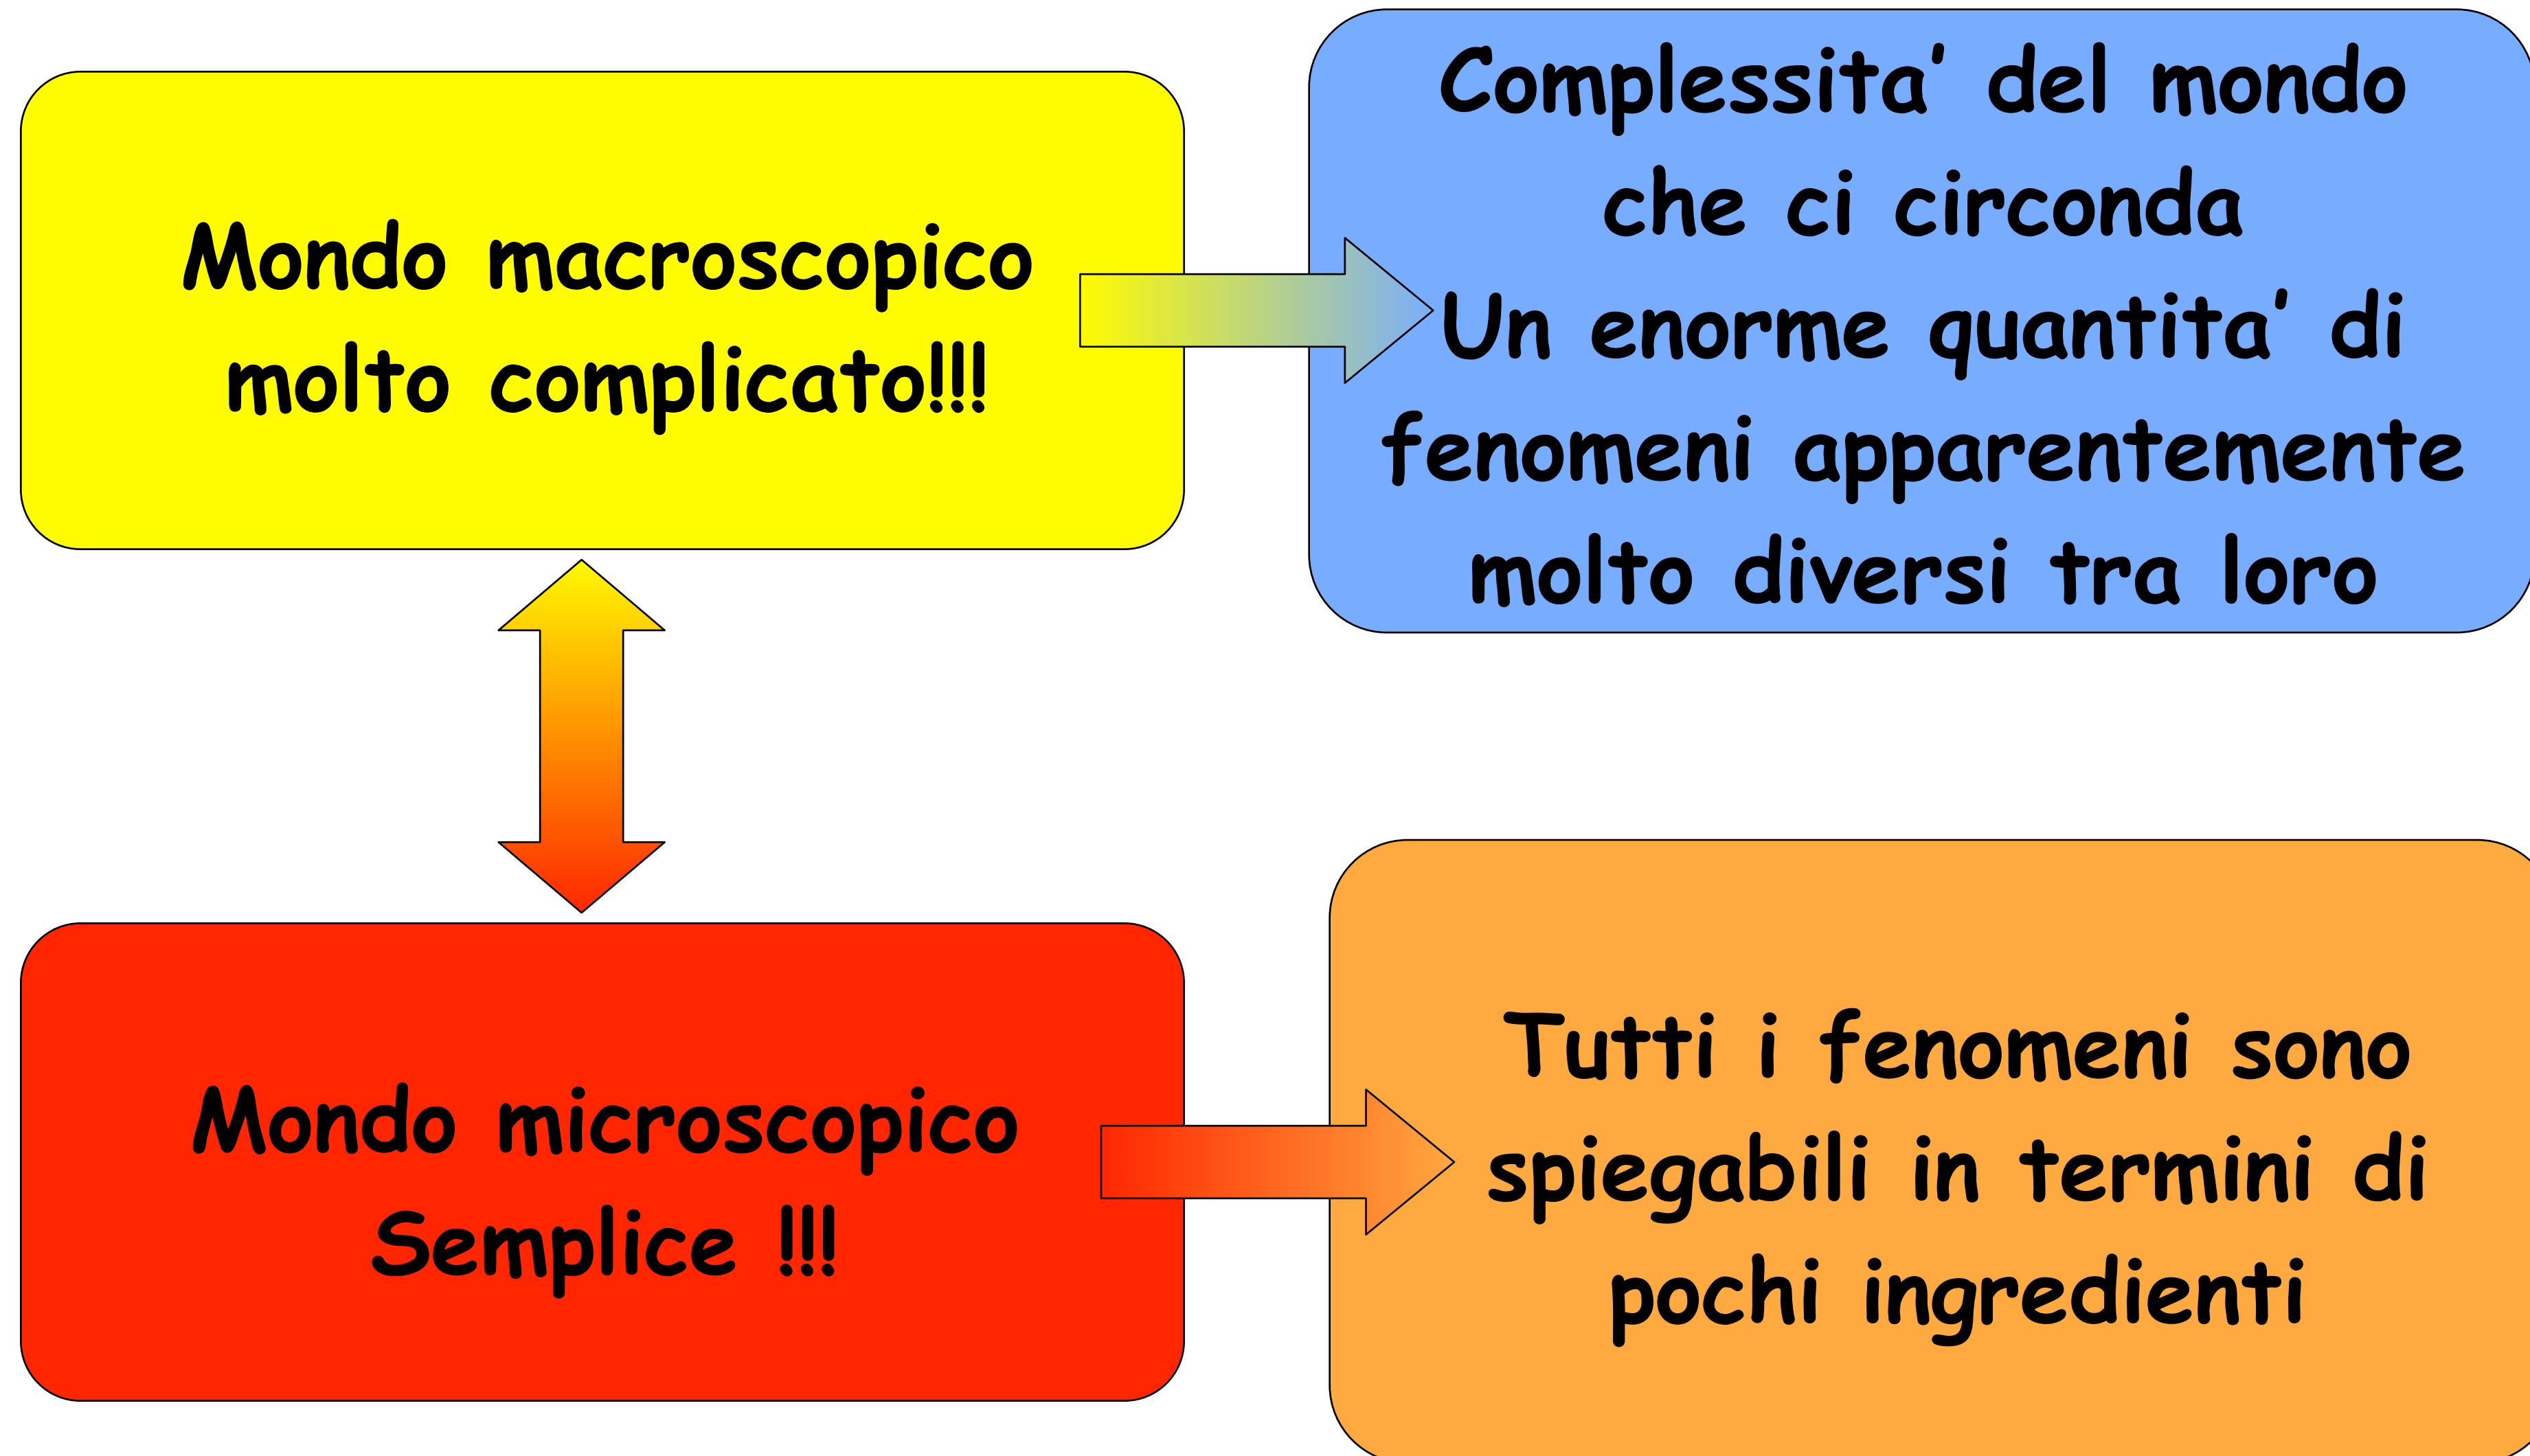 Mondo macroscopico
molto complicato!!!
Complessita’ del mondo
che ci circonda
Un enorme quantita’ di
fenomeni apparentemente
molto diversi tra loro
Mondo microscopico
Semplice !!!
Tutti i fenomeni sono
spiegabili in termini di
pochi ingredienti